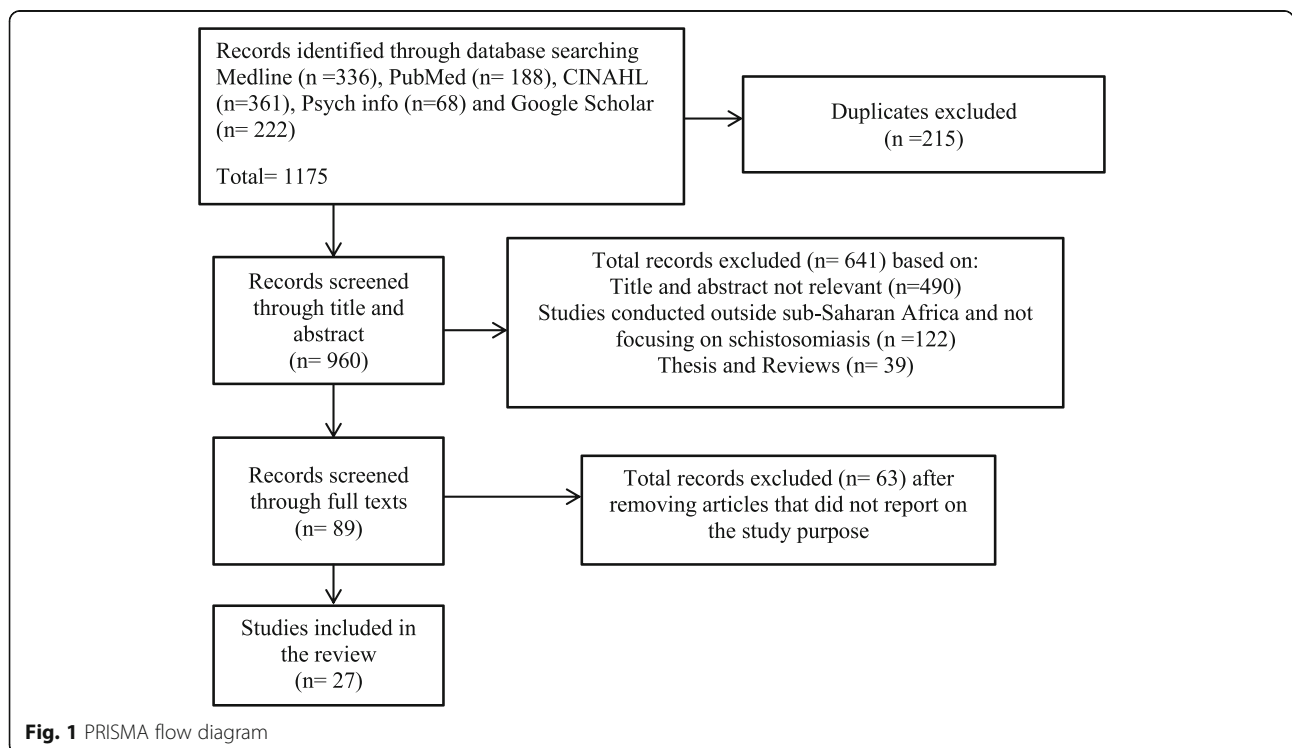 Records identified through database searching
Medline (n =336), PubMed (n= 188), CINAHL
(n=361), Psych info (n=68) and Google Scholar
(n= 222)
Total= 1175
Duplicates excluded
(n =215)
Records screened
through title and
abstract
(n= 960)
Total records excluded (n= 641) based on:
Title and abstract not relevant (n=490)
Studies conducted outside sub-Saharan Africa and not
focusing on schistosomiasis (n =122)
Thesis and Reviews (n= 39)
Records screened
through full texts
(n= 89)
Total records excluded (n= 63) after
removing articles that did not report on
the study purpose
Studies included in
the review
(n= 27)
Fig. 1 PRISMA flow diagram